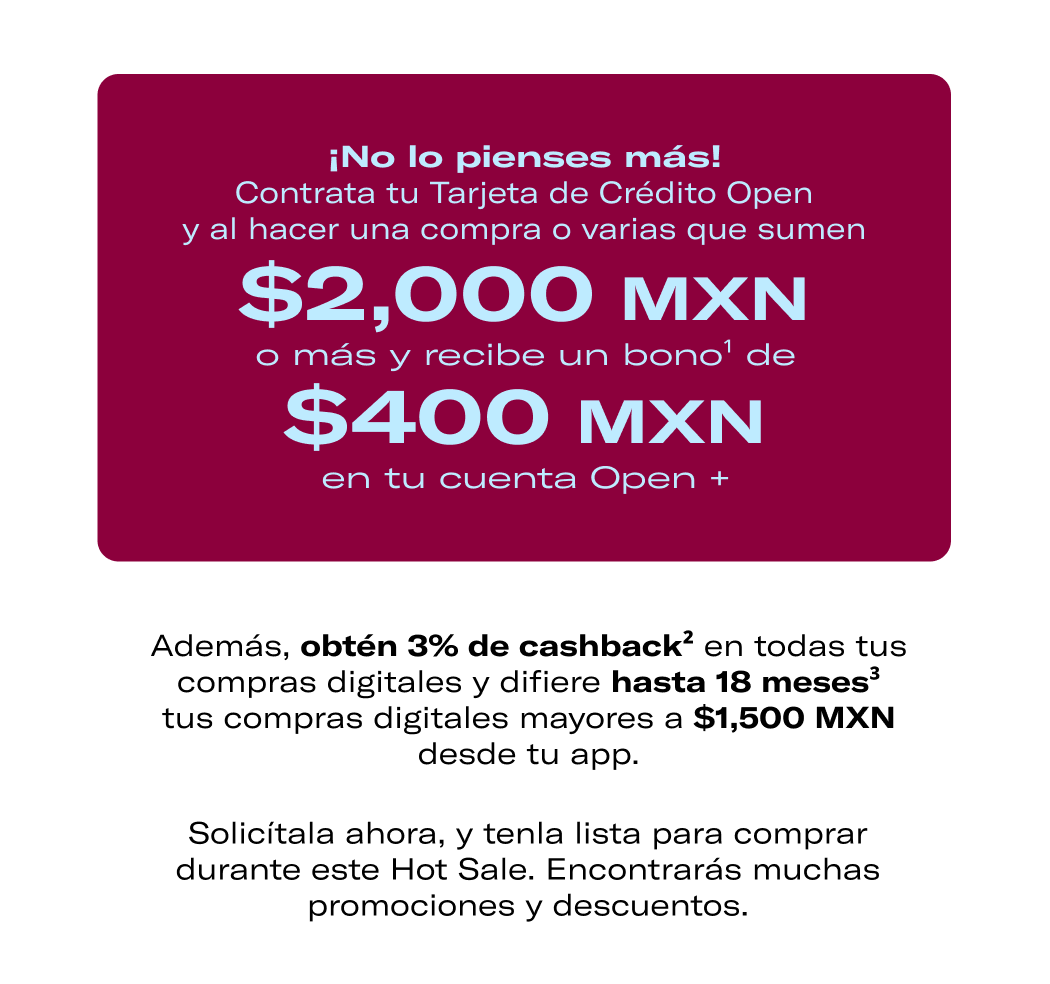 ¡No lo pienses más!
Contrata tu Tarjeta de Crédito Open
y al hacer una compra o varias que sumen
$2,000 MXN
o más y recibe un bono¹ de
$400 MXN
en tu cuenta Open +
Además, obtén 3% de cashback² en todas tus
compras digitales y difiere hasta 18 meses³
tus compras digitales mayores a $1,500 MXN
desde tu app.
Solicítala ahora, y tenla lista para comprar
durante este Hot Sale. Encontrarás muchas
promociones y descuentos.